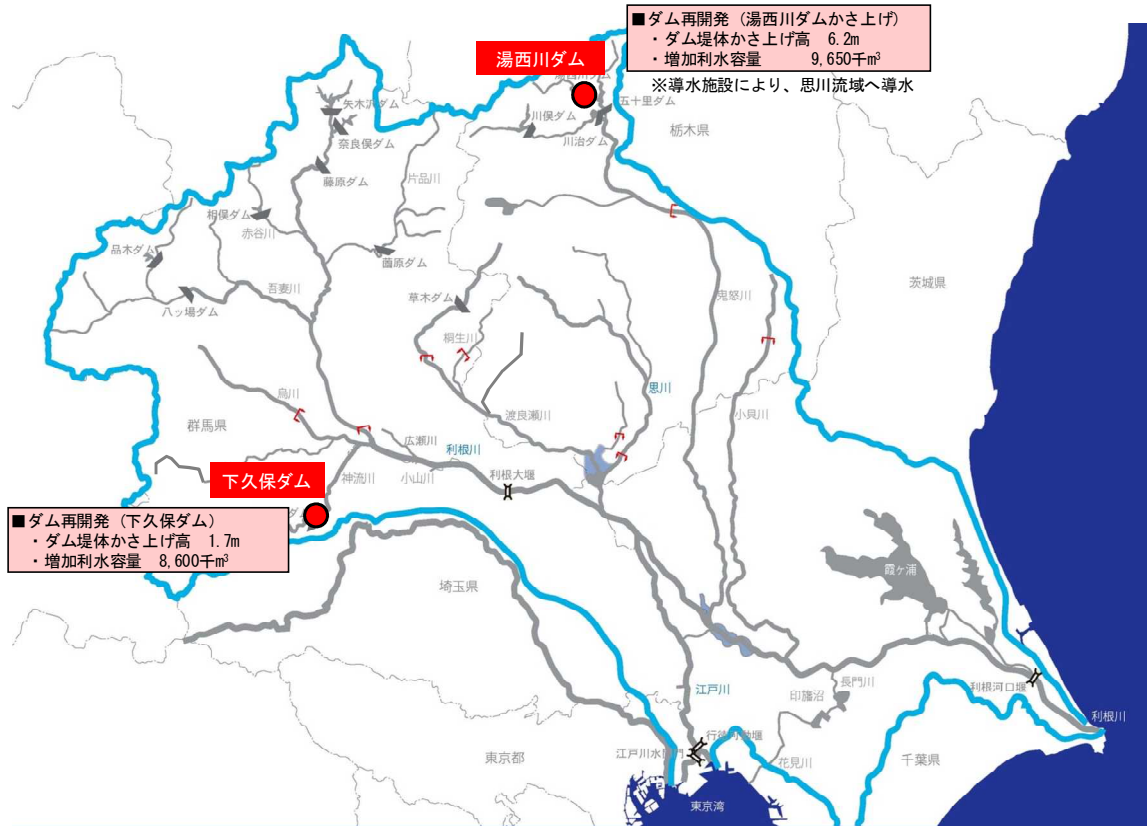 ■ダム再開発（湯西川ダムかさ上げ）
・ダム堤体かさ上げ高 6.2m
・増加利水容量 9,650千m³
※導水施設により、思川流域へ導水
湯西川ダム
湯西川ダム
五十里ダム
川俣ダム
川治ダム
栃木県
矢木沢ダム
奈良俣ダム
藤原ダム
片品川
相俣ダム
赤谷川
品木ダム
薗原ダム
吾妻川
八ッ場ダム
草木ダム
桐生川
鬼怒川
茨城県
思川
小貝川
烏川
渡良瀬川
群馬県
広瀬川
利根川
利根大堰
小山川
神流川
下久保ダム
ダム
■ダム再開発（下久保ダム）
・ダム堤体かさ上げ高 1.7m
・増加利水容量 8,600千m³
埼玉県
霞ヶ浦
江戸川
印旛沼
長門川
利根河口堰
利根川
行徳可動堰
江戸川水閘門
花見川
東京都
千葉県
東京湾